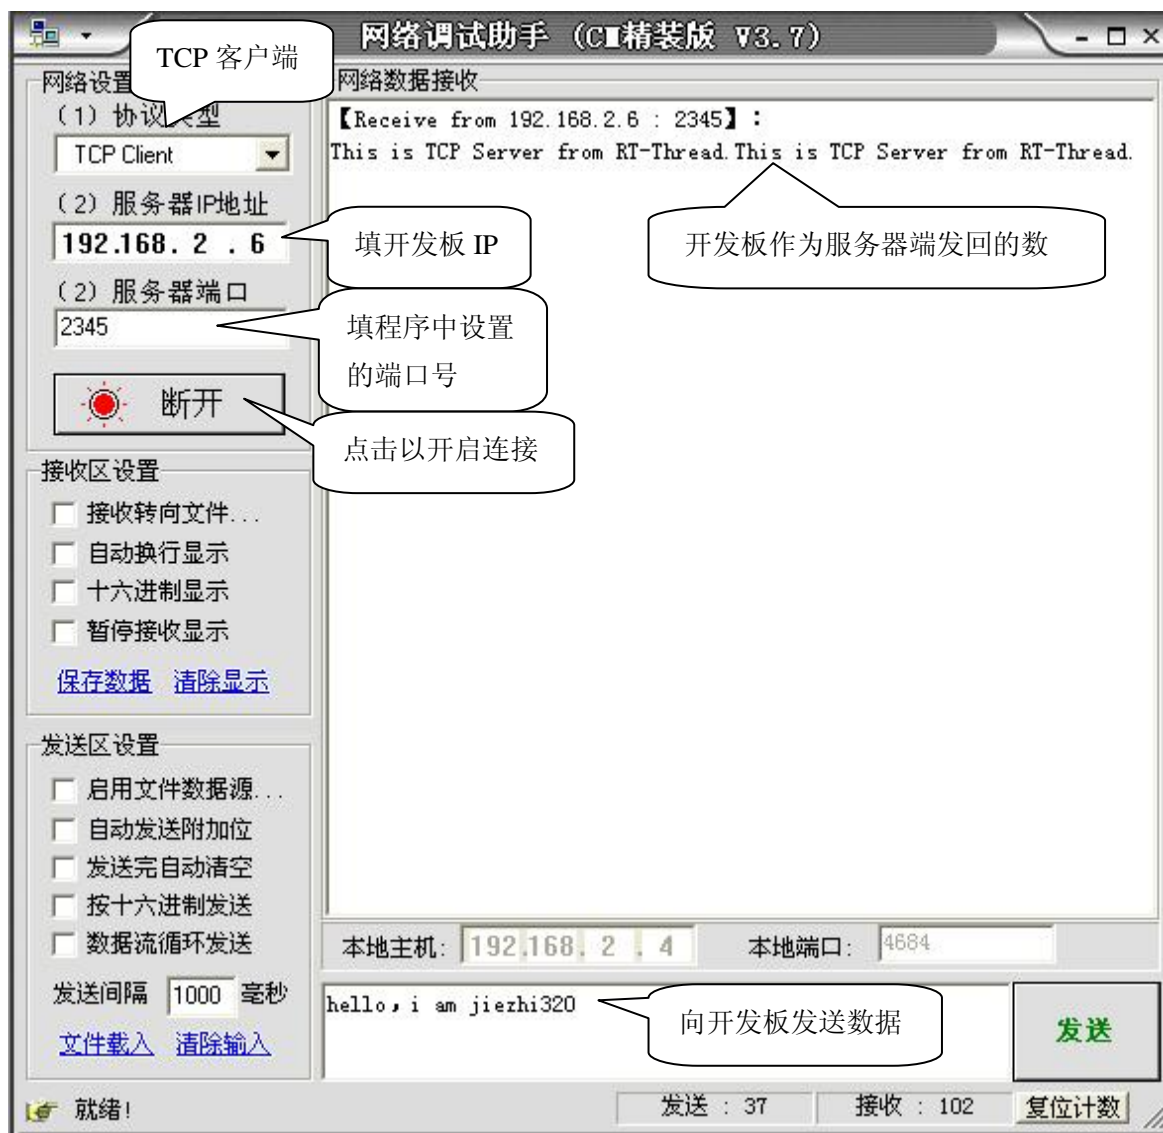 网络调试助手 (CⅢ精装版 V3.7)
TCP 客户端
网络设置
(1) 协议类型
TCP Client
(2) 服务器IP地址
192.168. 2 . 6
填开发板 IP
(2) 服务器端口
2345
填程序中设置
的端口号
断开
点击以开启连接
接收区设置
接收转向文件...
自动换行显示
十六进制显示
暂停接收显示
保存数据 清除显示
发送区设置
启用文件数据源...
自动发送附加位
发送完自动清空
按十六进制发送
数据流循环发送
发送间隔 1000 毫秒
文件载入 清除输入
网络数据接收
【Receive from 192.168.2.6 : 2345】:
This is TCP Server from RT-Thread.This is TCP Server from RT-Thread.
开发板作为服务器端发回的数
本地主机: 192.168. 2 . 4 本地端口: 4684
hello,i am jiezhi320
向开发板发送数据
发送
就绪! 发送 : 37 接收 : 102 复位计数